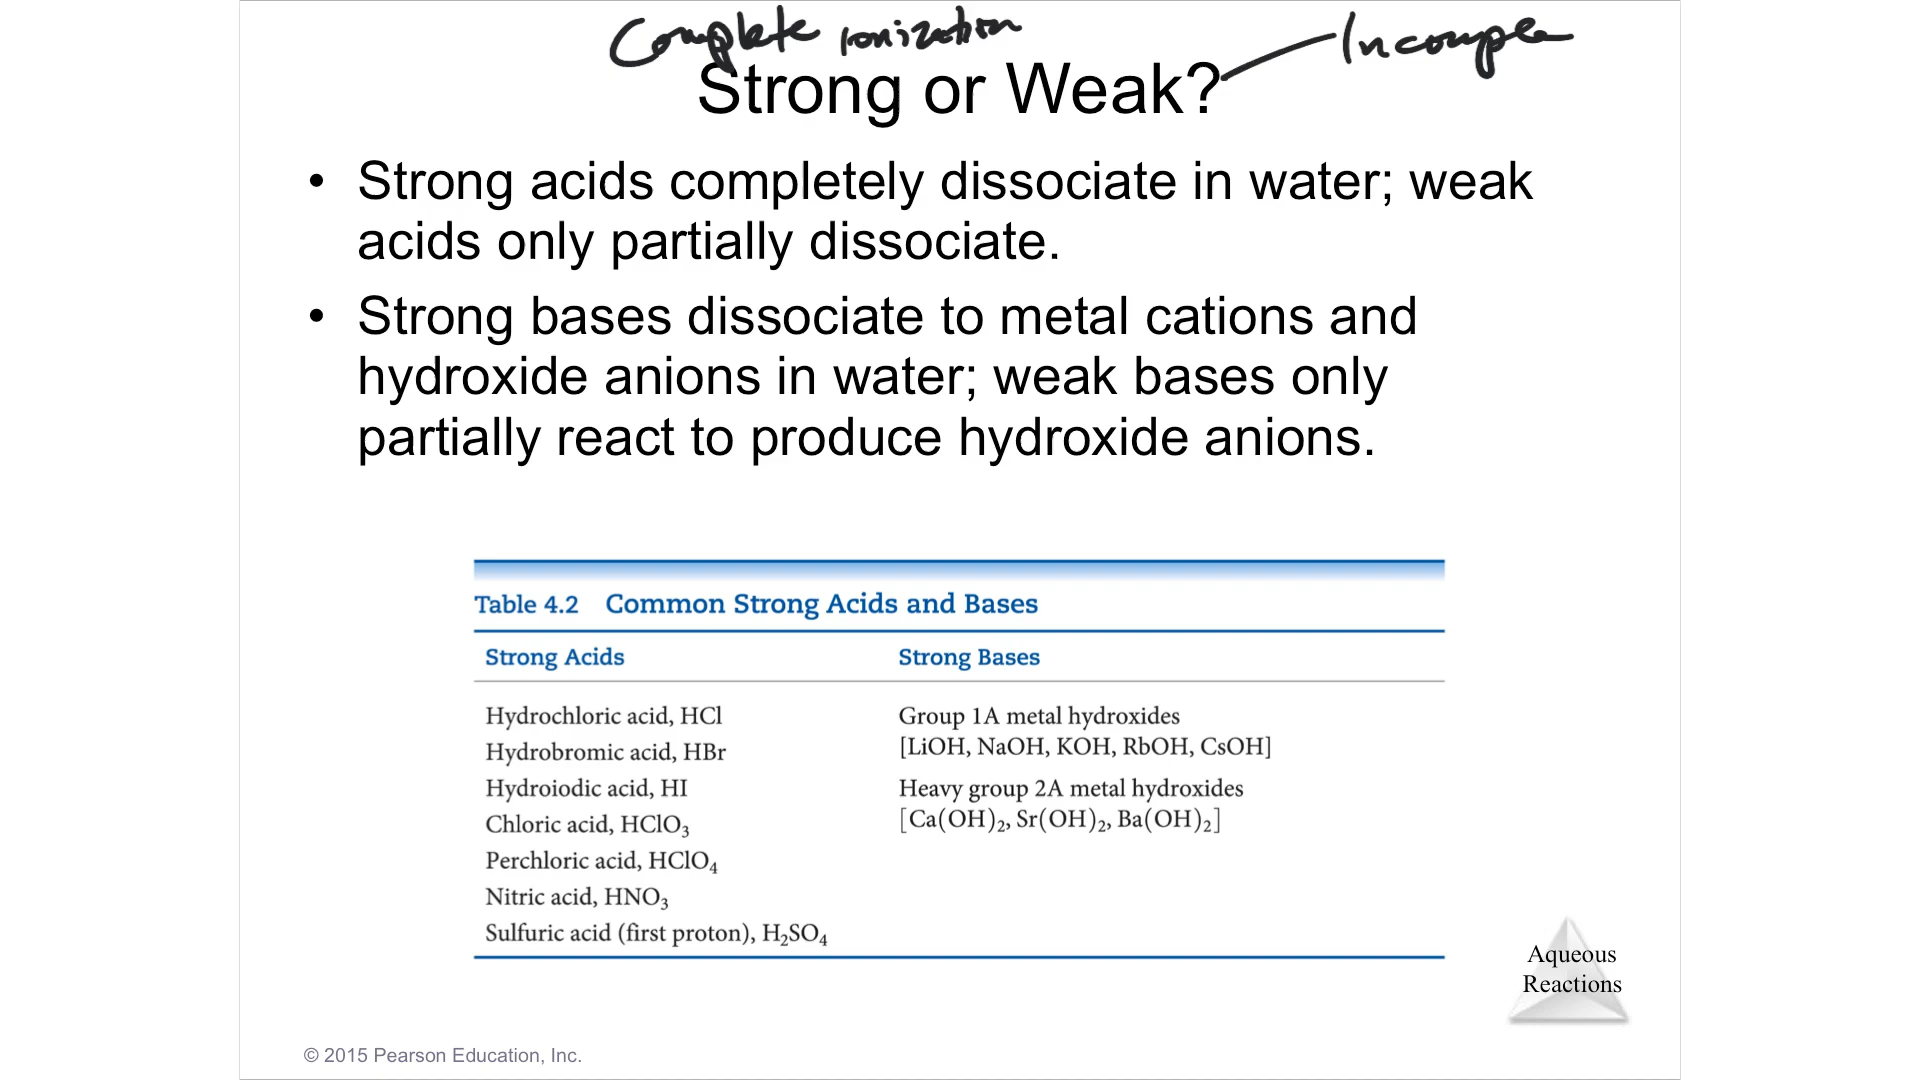 Complete ionization
Incomple
Strong or Weak?
• Strong acids completely dissociate in water; weak
acids only partially dissociate.
• Strong bases dissociate to metal cations and
hydroxide anions in water; weak bases only
partially react to produce hydroxide anions.
Table 4.2 Common Strong Acids and Bases
Strong Acids Strong Bases
Hydrochloric acid, HCl Group 1A metal hydroxides
[LiOH, NaOH, KOH, RbOH, CsOH]
Hydrobromic acid, HBr
Hydroiodic acid, HI Heavy group 2A metal hydroxides
[Ca(OH)₂, Sr(OH)₂, Ba(OH)₂]
Chloric acid, HClO₃
Perchloric acid, HClO₄
Nitric acid, HNO₃
Sulfuric acid (first proton), H₂SO₄
Aqueous
Reactions
© 2015 Pearson Education, Inc.